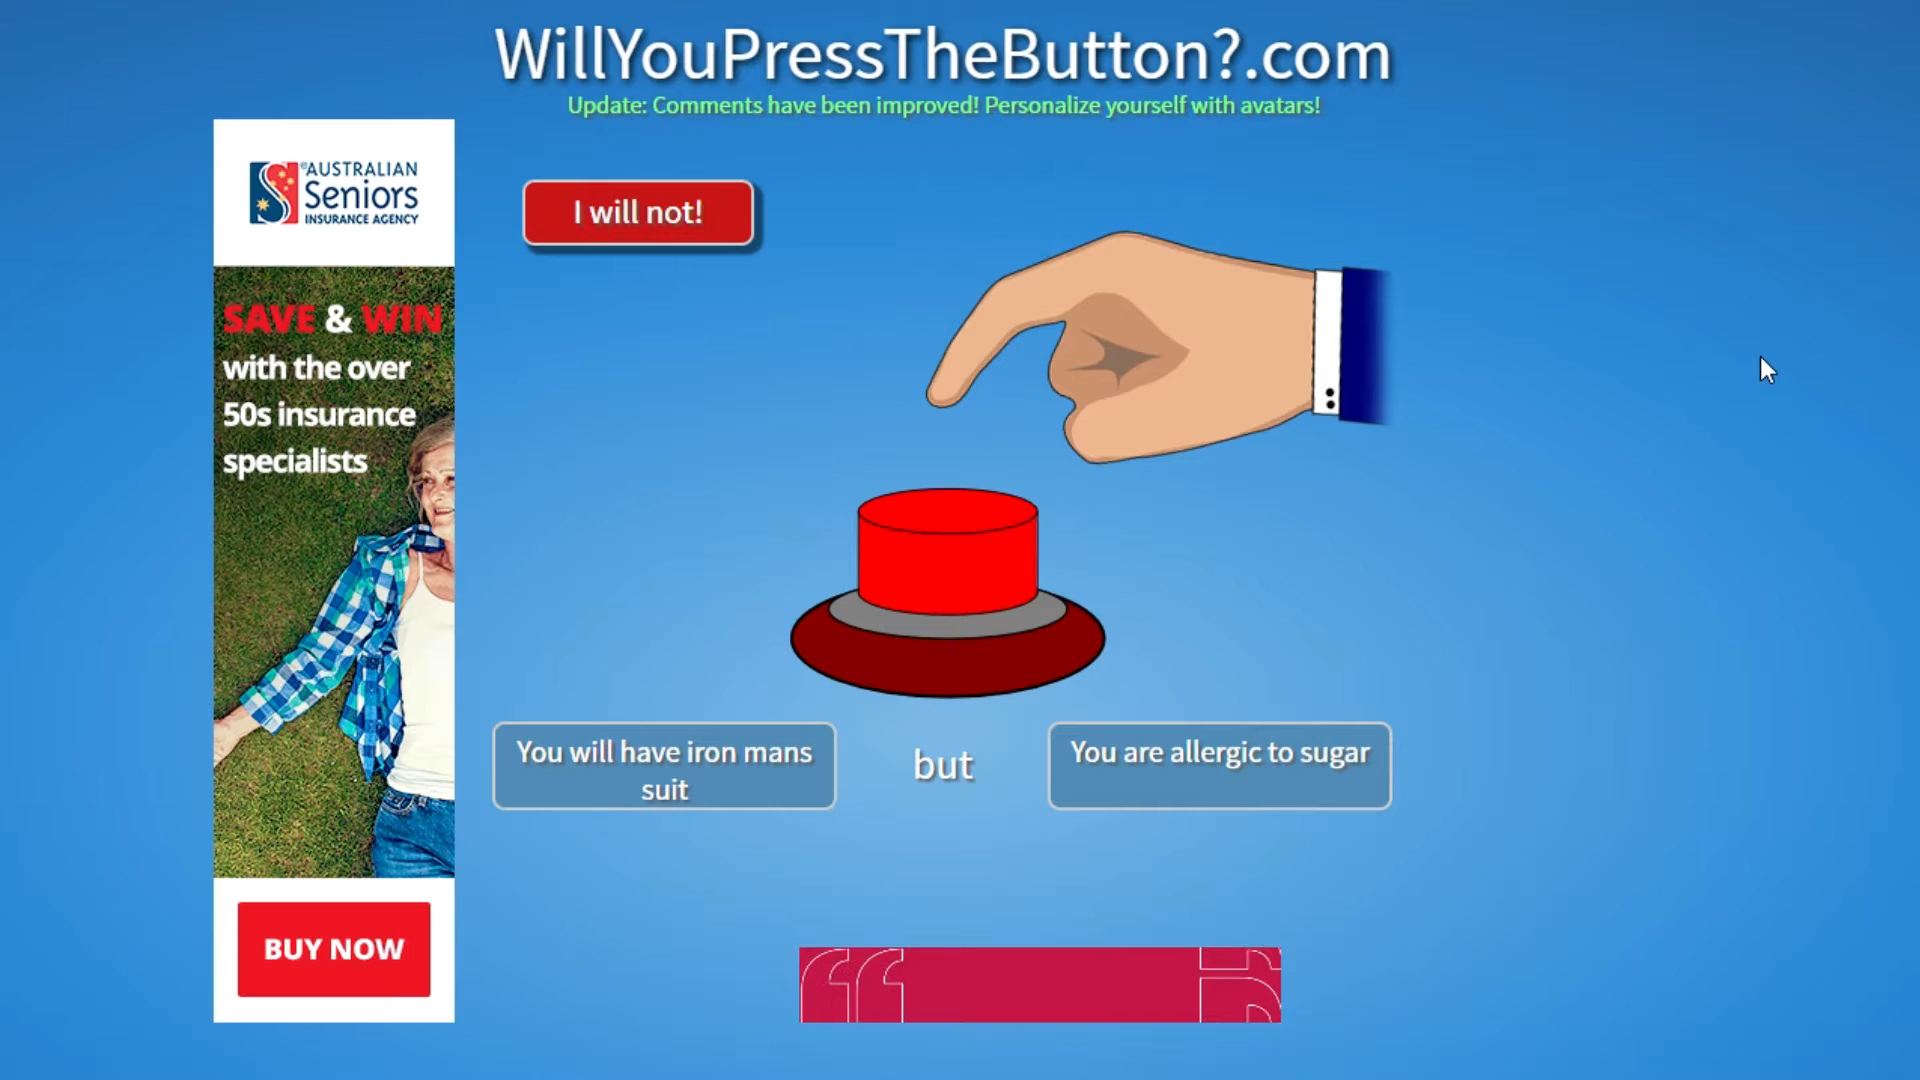 WillYouPressTheButton?.com
Update: Comments have been improved! Personalize yourself with avatars!
AUSTRALIAN
Seniors
INSURANCE AGENCY
SAVE & WIN
with the over
50s insurance
specialists
BUY NOW
I will not!
You will have iron mans
suit
but
You are allergic to sugar